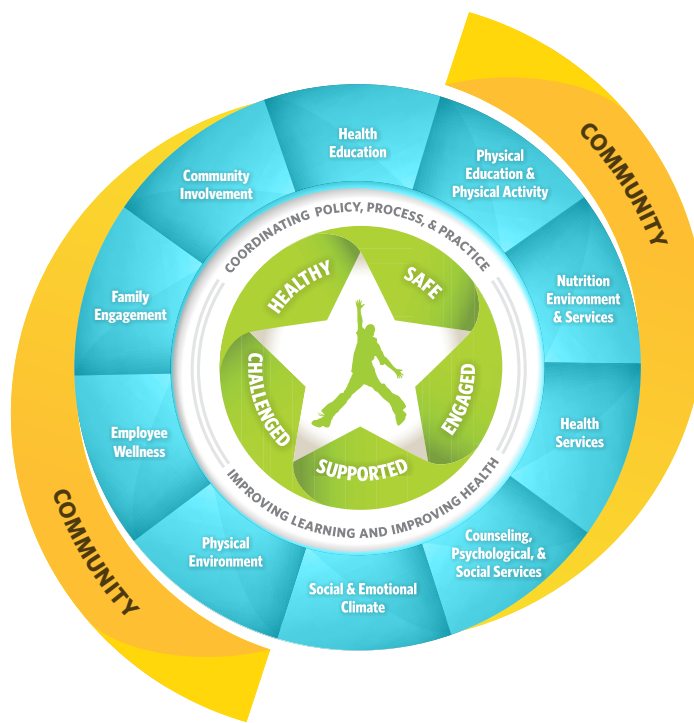 COMMUNITY
Health
Education
Physical
Education &
Physical Activity
Nutrition
Environment
& Services
Health
Services
Counseling,
Psychological, &
Social Services
Social & Emotional
Climate
Physical
Environment
Employee
Wellness
Family
Engagement
Community
Involvement
COORDINATING POLICY, PROCESS, & PRACTICE
IMPROVING LEARNING AND IMPROVING HEALTH
HEALTHY
SAFE
ENGAGED
SUPPORTED
CHALLENGED
COMMUNITY